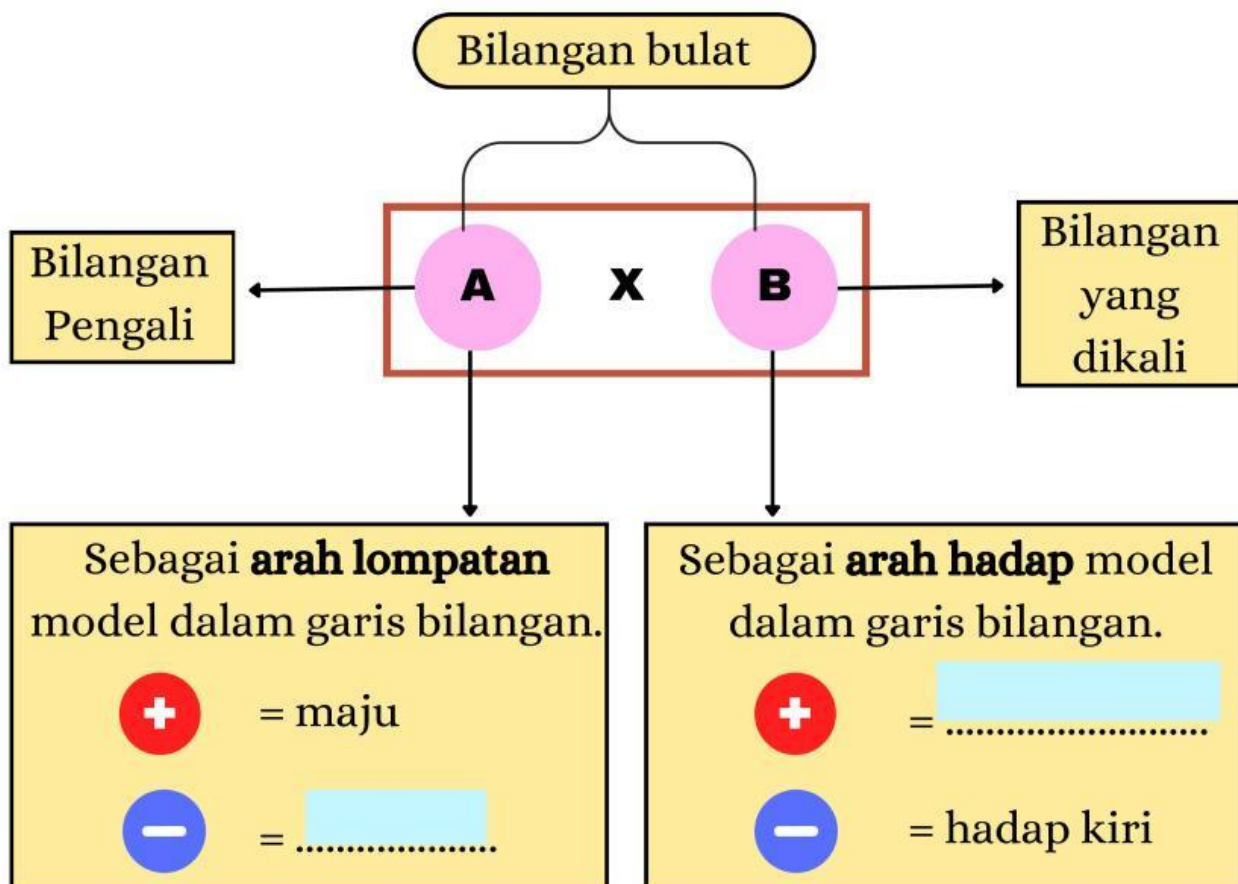 Bilangan bulat
Bilangan
Pengali
A X B
Bilangan
yang
dikali
Sebagai arah lompatan
model dalam garis bilangan.
+ = maju
− = ....................
Sebagai arah hadap model
dalam garis bilangan.
+ = ..........................
− = hadap kiri